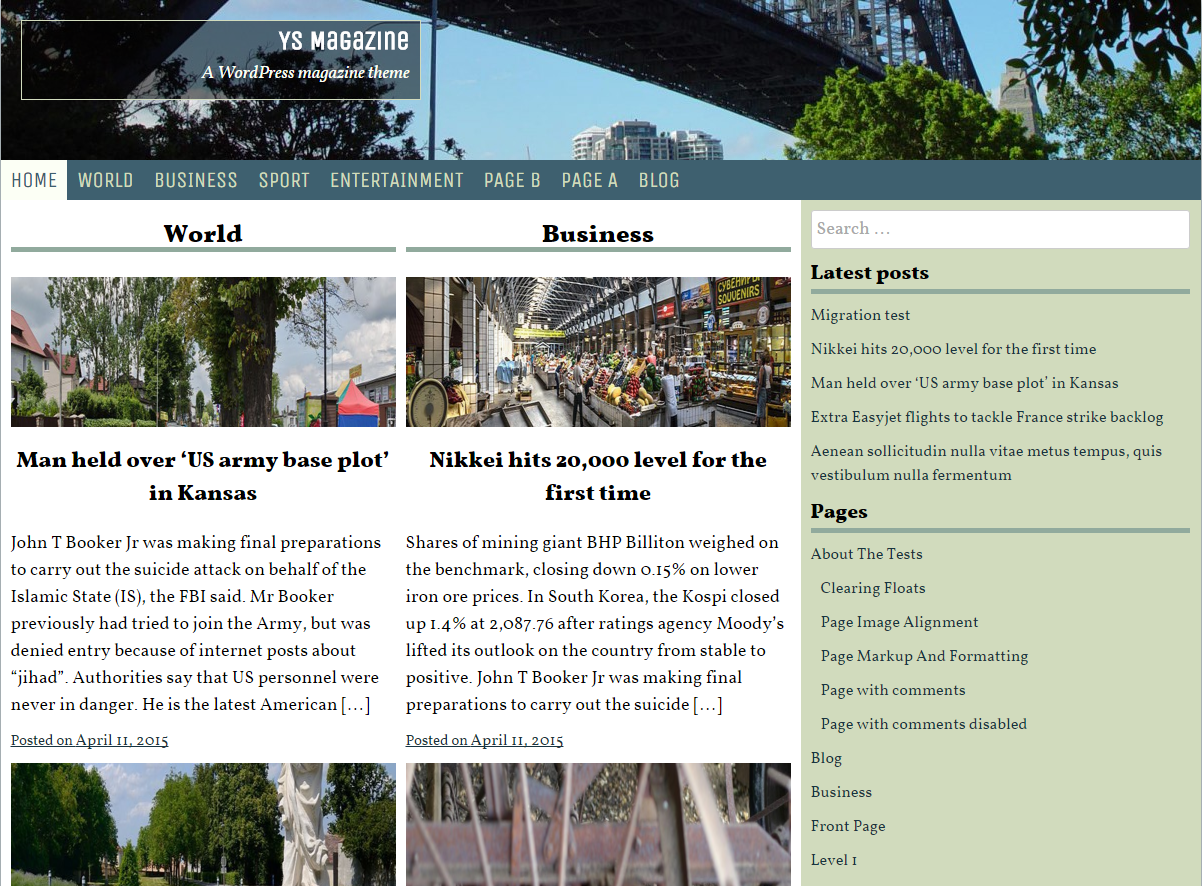 YS Magazine
A WordPress magazine theme
HOME WORLD BUSINESS SPORT ENTERTAINMENT PAGE B PAGE A BLOG
World
СУВЕНИРЫ
SOUVENIRS
Man held over ‘US army base plot’
in Kansas
John T Booker Jr was making final preparations
to carry out the suicide attack on behalf of the
Islamic State (IS), the FBI said. Mr Booker
previously had tried to join the Army, but was
denied entry because of internet posts about
“jihad”. Authorities say that US personnel were
never in danger. He is the latest American […]
Posted on April 11, 2015
Business
Nikkei hits 20,000 level for the
first time
Shares of mining giant BHP Billiton weighed on
the benchmark, closing down 0.15% on lower
iron ore prices. In South Korea, the Kospi closed
up 1.4% at 2,087.76 after ratings agency Moody’s
lifted its outlook on the country from stable to
positive. John T Booker Jr was making final
preparations to carry out the suicide […]
Posted on April 11, 2015
Search …
Latest posts
Migration test
Nikkei hits 20,000 level for the first time
Man held over ‘US army base plot’ in Kansas
Extra Easyjet flights to tackle France strike backlog
Aenean sollicitudin nulla vitae metus tempus, quis
vestibulum nulla fermentum
Pages
About The Tests
Clearing Floats
Page Image Alignment
Page Markup And Formatting
Page with comments
Page with comments disabled
Blog
Business
Front Page
Level 1